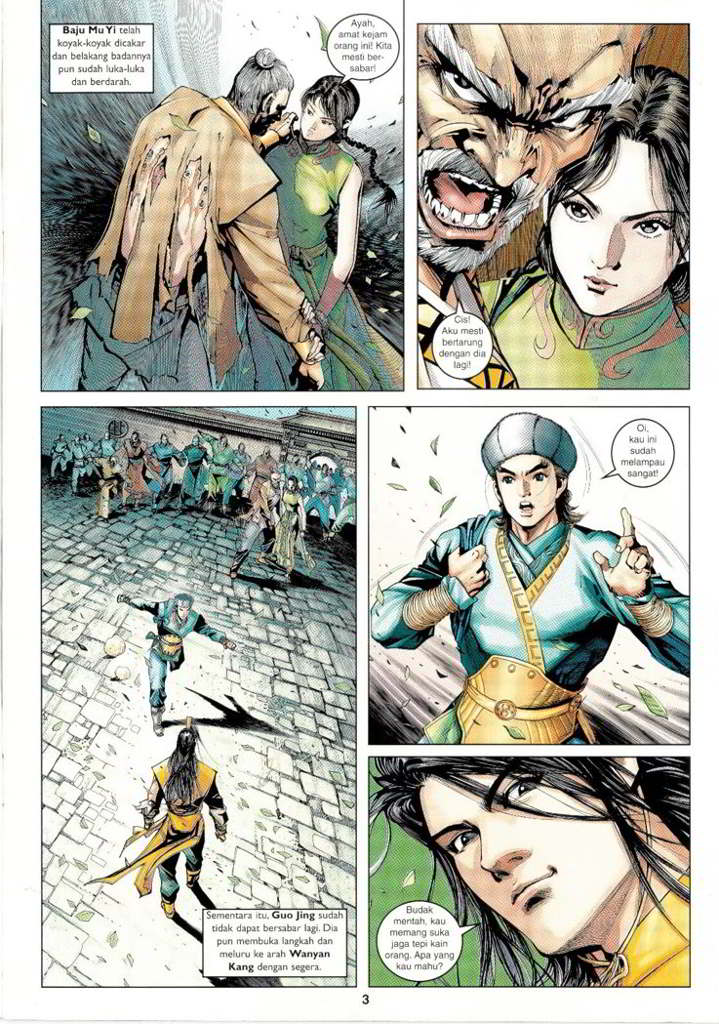 Baju Mu Yi telah
koyak-koyak dicakar
dan belakang badannya
pun sudah luka-luka
dan berdarah.
Ayah,
amat kejam
orang ini! Kita
mesti ber-
sabar!
Cis!
Aku mesti
bertarung
dengan dia
lagi!
Sementara itu, Guo Jing sudah
tidak dapat bersabar lagi. Dia
pun membuka langkah dan
meluru ke arah Wanyan
Kang dengan segera.
Oi,
kau ini
sudah
melampau
sangat!
Budak
mentah, kau
memang suka
jaga tepi kain
orang. Apa yang
kau mahu?
3